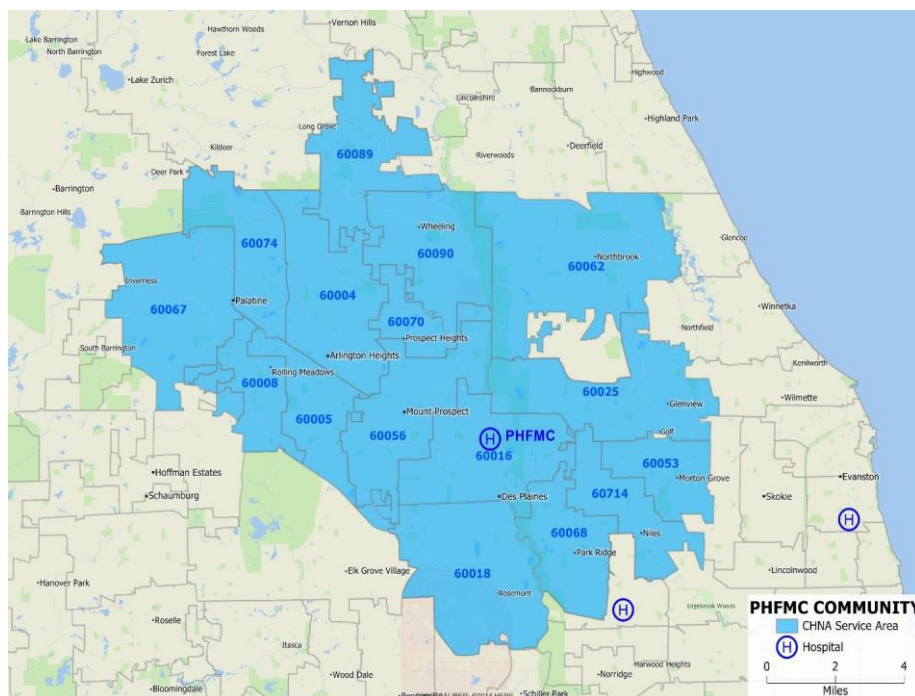 Vernon Hills
Hawthorn Woods
Lake Barrington
North Barrington
Forest Lake
Lake Zurich
Highwood
Bannockburn
Lincolnshire
Highland Park
Long Grove
Kildeer
60089
Riverwoods
Deerfield
Deer Park
Barrington
Barrington Hills
Wheeling
Glencoe
60074
60090
Northbrook
60062
Inverness
60067
60004
Palatine
Winnetka
60070
Northfield
Prospect Heights
South Barrington
Arlington Heights
Kenilworth
Rolling Meadows
60008
60025
Wilmette
Glenview
Mount Prospect
60005
60056
H PHFMC
Golf
60016
60053
Hoffman Estates
Morton Grove
Evanston
60714
Schaumburg
Des Plaines
Skokie
H
60068
Niles
Park Ridge
60018
Elk Grove Village
Lincolnwood
Hanover Park
Rosemont
H
Edgebrook Woods
PHFMC COMMUNITY
CHNA Service Area
H Hospital
Roselle
Itasca
Marwood Heights
Norridge
Wood Dale
0 2 4
Miles
Bloomingdale
Schiller Park